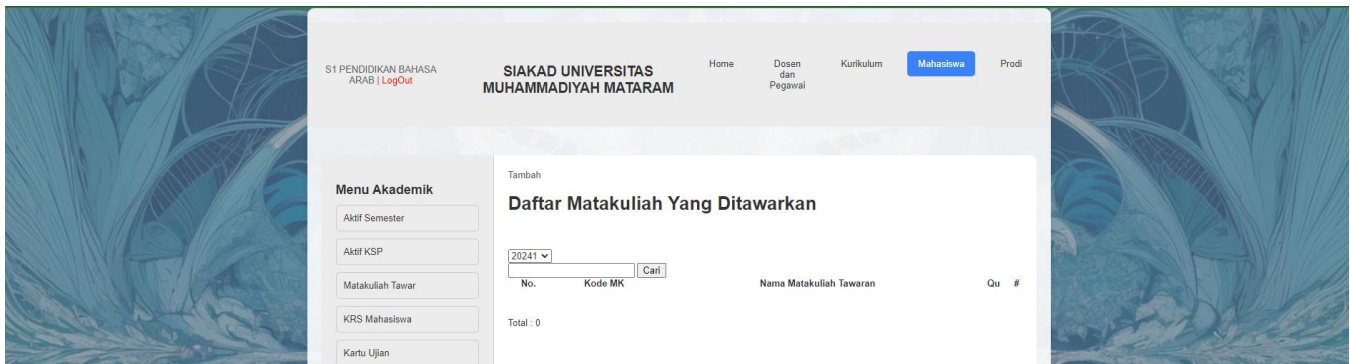 S1 PENDIDIKAN BAHASA
ARAB | LogOut
SIAKAD UNIVERSITAS
MUHAMMADIYAH MATARAM
Home
Dosen
dan
Pegawai
Kurikulum
Mahasiswa
Prodi
Menu Akademik
Aktif Semester
Aktif KSP
Matakuliah Tawar
KRS Mahasiswa
Kartu Ujian
Tambah
Daftar Matakuliah Yang Ditawarkan
20241
Cari
No. Kode MK Nama Matakuliah Tawaran Qu #
Total : 0